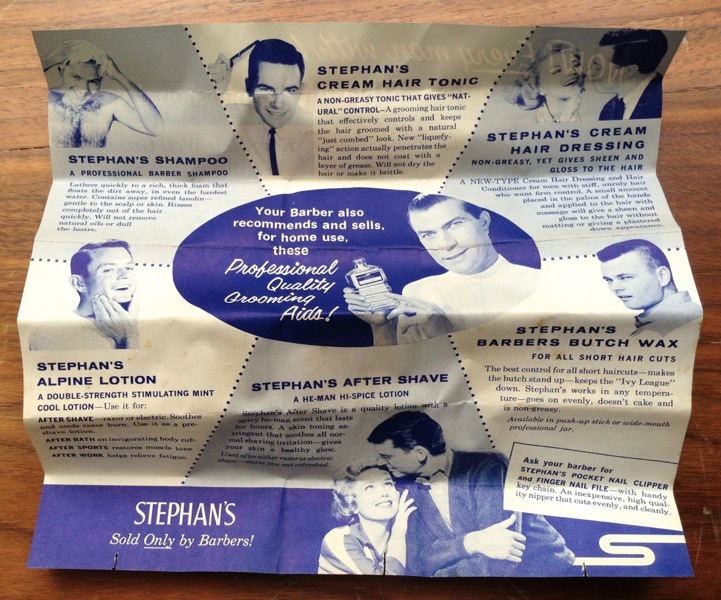 STEPHAN'S SHAMPOO
A PROFESSIONAL BARBER SHAMPOO
Lathers quickly to a rich, thick foam that
floats the dirt away, in even the hardest
water. Contains super refined lanolin—
gentle to the scalp or skin. Rinses
completely out of the hair
quickly. Will not remove
natural oils or dull
the lustre.
STEPHAN'S
CREAM HAIR TONIC
A NON-GREASY TONIC THAT GIVES "NAT-
URAL" CONTROL—A grooming hair tonic
that effectively controls and keeps
the hair groomed with a natural
"just combed" look. New "liquefy-
ing" action actually penetrates the
hair and does not coat with a
layer of grease. Will not dry the
hair or make it brittle.
STEPHAN'S CREAM
HAIR DRESSING
NON-GREASY, YET GIVES SHEEN AND
GLOSS TO THE HAIR
A NEW-TYPE Cream Hair Dressing and Hair
Conditioner for men with stiff, unruly hair
who want firm control. A small amount
placed in the palms of the hands
and applied to the hair with
massage will give a sheen and
gloss to the hair without
matting or giving a plastered
down appearance.
Your Barber also
recommends and sells,
for home use,
these
Professional
Quality
Grooming
Aids!
STEPHAN'S
ALPINE LOTION
A DOUBLE-STRENGTH STIMULATING MINT
COOL LOTION—Use it for:
AFTER SHAVE—razor or electric. Soothes
and cools razor burn. Use it as a pre-
shave lotion.
AFTER BATH an invigorating body rub.
AFTER SPORTS restores muscle tone
AFTER WORK helps relieve fatigue.
STEPHAN'S AFTER SHAVE
A HE-MAN HI-SPICE LOTION
Stephan's After Shave is a quality lotion with a
spicy he-man scent that lasts
for hours. A skin toning as-
tringent that soothes all nor-
mal shaving irritation—gives
your skin a healthy glow.
Used after either razor or electric
shave—starts you out refreshed.
STEPHAN'S
BARBERS BUTCH WAX
FOR ALL SHORT HAIR CUTS
The best control for all short haircuts—makes
the butch stand up—keeps the "Ivy League"
down. Stephan's works in any tempera-
ture—goes on evenly, doesn't cake and
is non-greasy.
Available in push-up stick or wide-mouth
professional jar.
Ask your barber for
STEPHAN'S POCKET NAIL CLIPPER
and FINGER NAIL FILE—with handy
key chain. An inexpensive, high qual-
ity nipper that cuts evenly, and cleanly.
STEPHAN'S
Sold Only by Barbers!
S